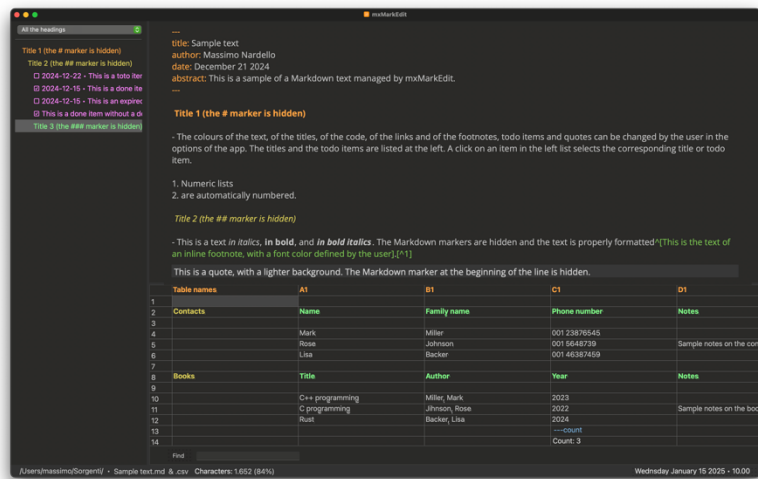 mxMarkEdit
All the headings
Title 1 (the # marker is hidden)
Title 2 (the ## marker is hidden)
2024-12-22 - This is a toto iter
2024-12-15 - This is a done ite
2024-12-15 - This is an expired
This is a done item without a d
Title 3 (the ### marker is hidden)
---
title: Sample text
author: Massimo Nardello
date: December 21 2024
abstract: This is a sample of a Markdown text managed by mxMarkEdit.
---
Title 1 (the # marker is hidden)
- The colours of the text, of the titles, of the code, of the links and of the footnotes, todo items and quotes can be changed by the user in the
options of the app. The titles and the todo items are listed at the left. A click on an item in the left list selects the corresponding title or todo
item.
1. Numeric lists
2. are automatically numbered.
Title 2 (the ## marker is hidden)
- This is a text in italics, in bold, and in bold italics. The Markdown markers are hidden and the text is properly formatted^[This is the text of
an inline footnote, with a font color defined by the user].[^1]
This is a quote, with a lighter background. The Markdown marker at the beginning of the line is hidden.
Table names A1 B1 C1 D1
1
2 Contacts Name Family name Phone number Notes
3
4 Mark Miller 001 23876545
5 Rose Johnson 001 5648739 Sample notes on the con
6 Lisa Backer 001 46387459
7
8 Books Title Author Year Notes
9
10 C++ programming Miller, Mark 2023
11 C programming Jihnson, Rose 2022 Sample notes on the boo
12 Rust Backer, Lisa 2024
13 ---count
14 Count: 3
Find
/Users/massimo/Sorgenti/ • Sample text.md & .csv Characters: 1.652 (84%)
Wednsday January 15 2025 • 10.00